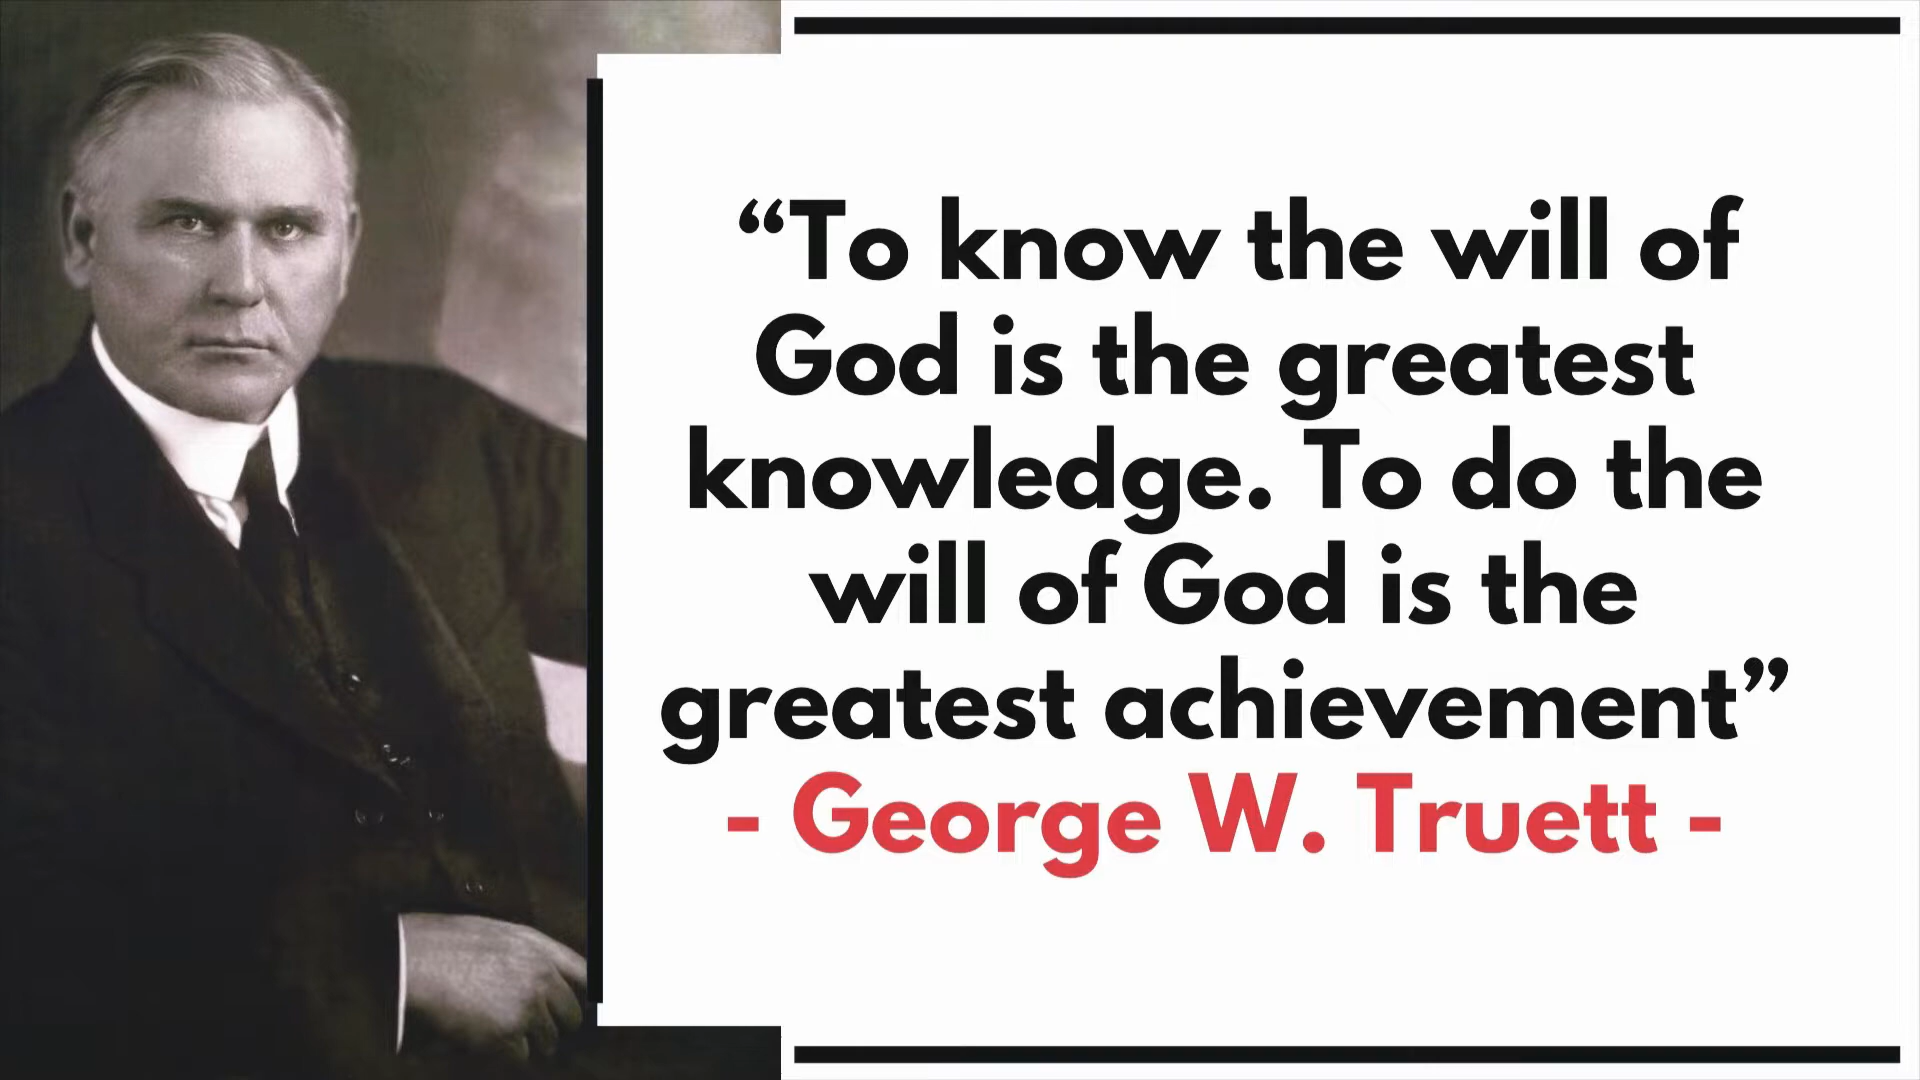 “To know the will of
God is the greatest
knowledge. To do the
will of God is the
greatest achievement”
- George W. Truett -